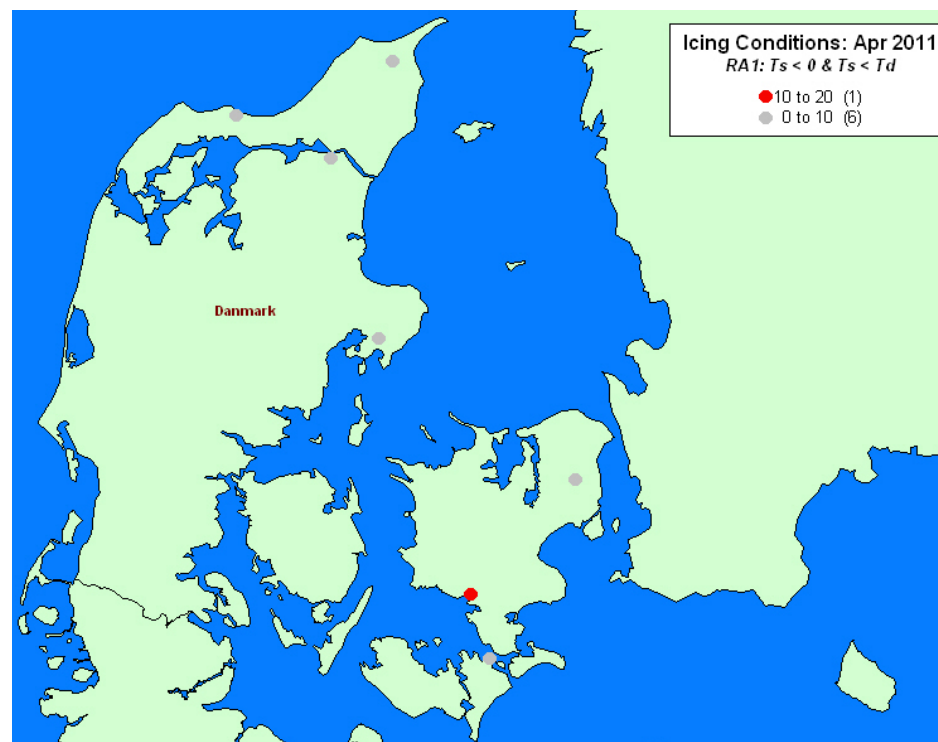 Icing Conditions: Apr 2011
RA1: Ts < 0 & Ts < Td
10 to 20 (1)
0 to 10 (6)
Danmark